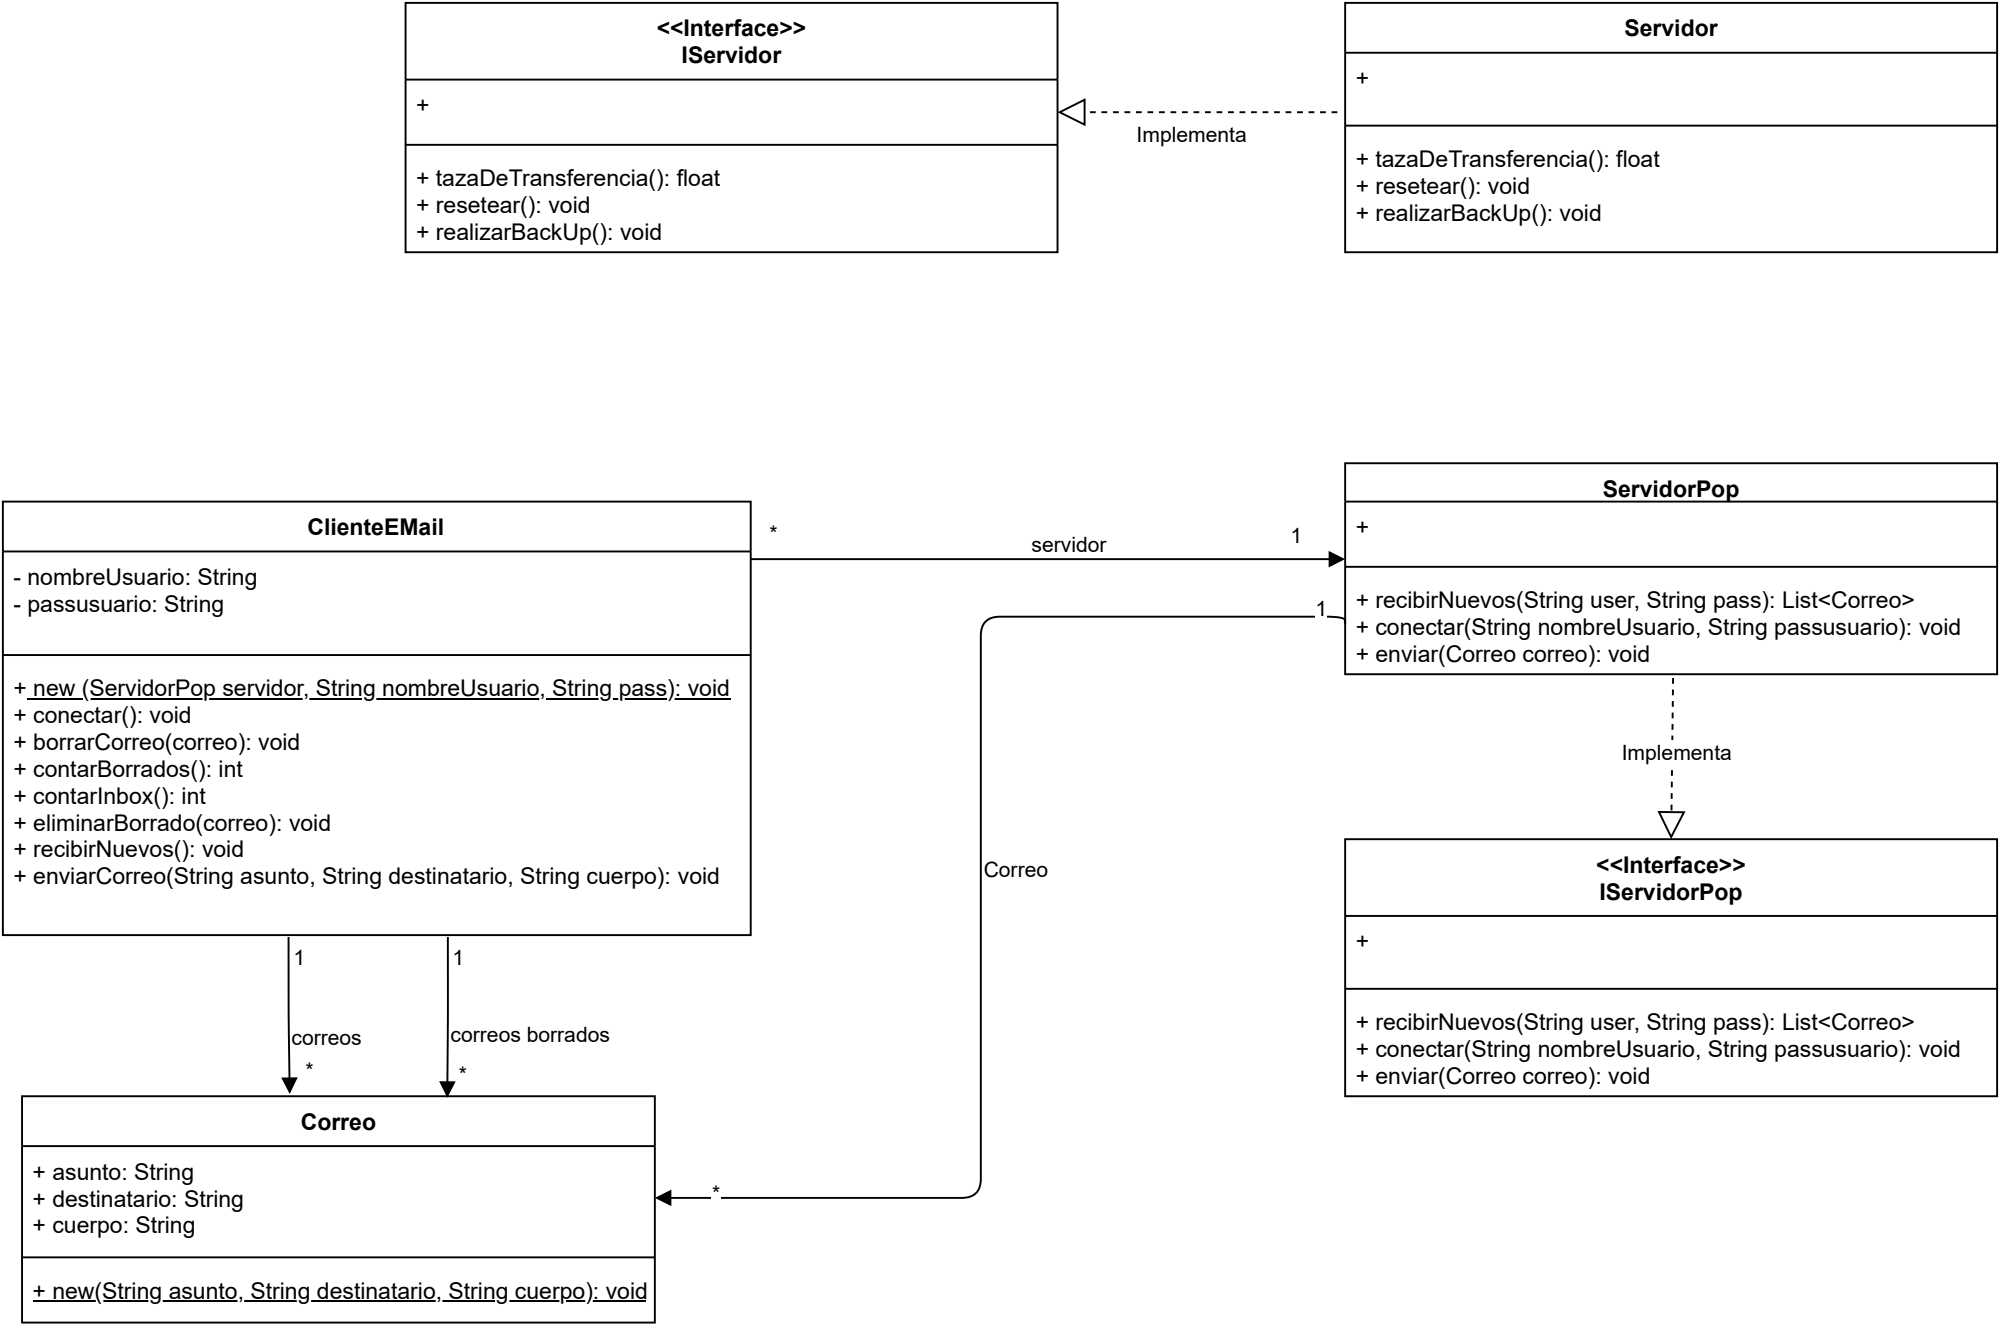 <<Interface>>
IServidor
+
+ tazaDeTransferencia(): float
+ resetear(): void
+ realizarBackUp(): void
Implementa
Servidor
+
+ tazaDeTransferencia(): float
+ resetear(): void
+ realizarBackUp(): void
ClienteEMail
- nombreUsuario: String
- passusuario: String
+ new (ServidorPop servidor, String nombreUsuario, String pass): void
+ conectar(): void
+ borrarCorreo(correo): void
+ contarBorrados(): int
+ contarInbox(): int
+ eliminarBorrado(correo): void
+ recibirNuevos(): void
+ enviarCorreo(String asunto, String destinatario, String cuerpo): void
*
servidor
1
ServidorPop
+
+ recibirNuevos(String user, String pass): List<Correo>
+ conectar(String nombreUsuario, String passusuario): void
+ enviar(Correo correo): void
1
Correo
*
Implementa
<<Interface>>
IServidorPop
+
+ recibirNuevos(String user, String pass): List<Correo>
+ conectar(String nombreUsuario, String passusuario): void
+ enviar(Correo correo): void
1
correos
*
1
correos borrados
*
Correo
+ asunto: String
+ destinatario: String
+ cuerpo: String
+ new(String asunto, String destinatario, String cuerpo): void